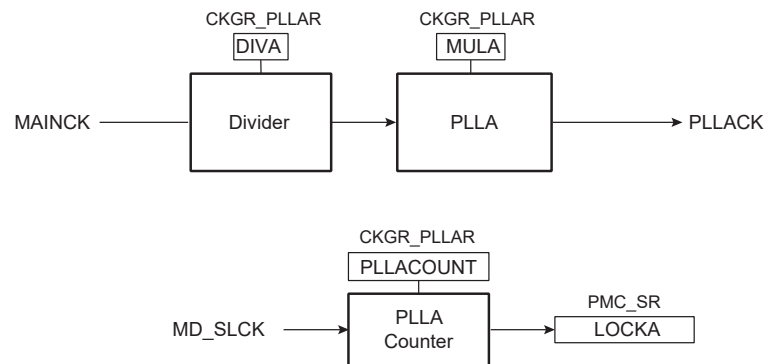 CKGR_PLLAR CKGR_PLLAR
DIVA MULA
MAINCK Divider PLLA PLLACK
CKGR_PLLAR
PLLACOUNT
PMC_SR
MD_SLCK PLLA LOCKA
Counter